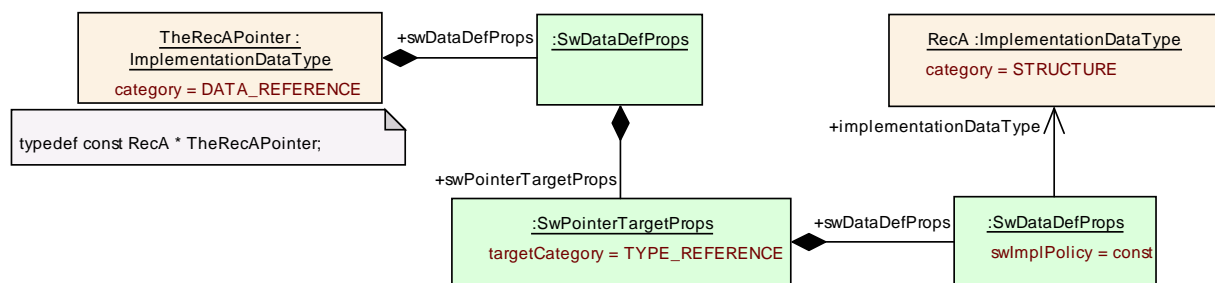 TheRecAPointer :
ImplementationDataType
category = DATA_REFERENCE
+swDataDefProps
:SwDataDefProps
RecA :ImplementationDataType
category = STRUCTURE
typedef const RecA * TheRecAPointer;
+implementationDataType
+swPointerTargetProps
:SwPointerTargetProps
targetCategory = TYPE_REFERENCE
+swDataDefProps
:SwDataDefProps
swImplPolicy = const